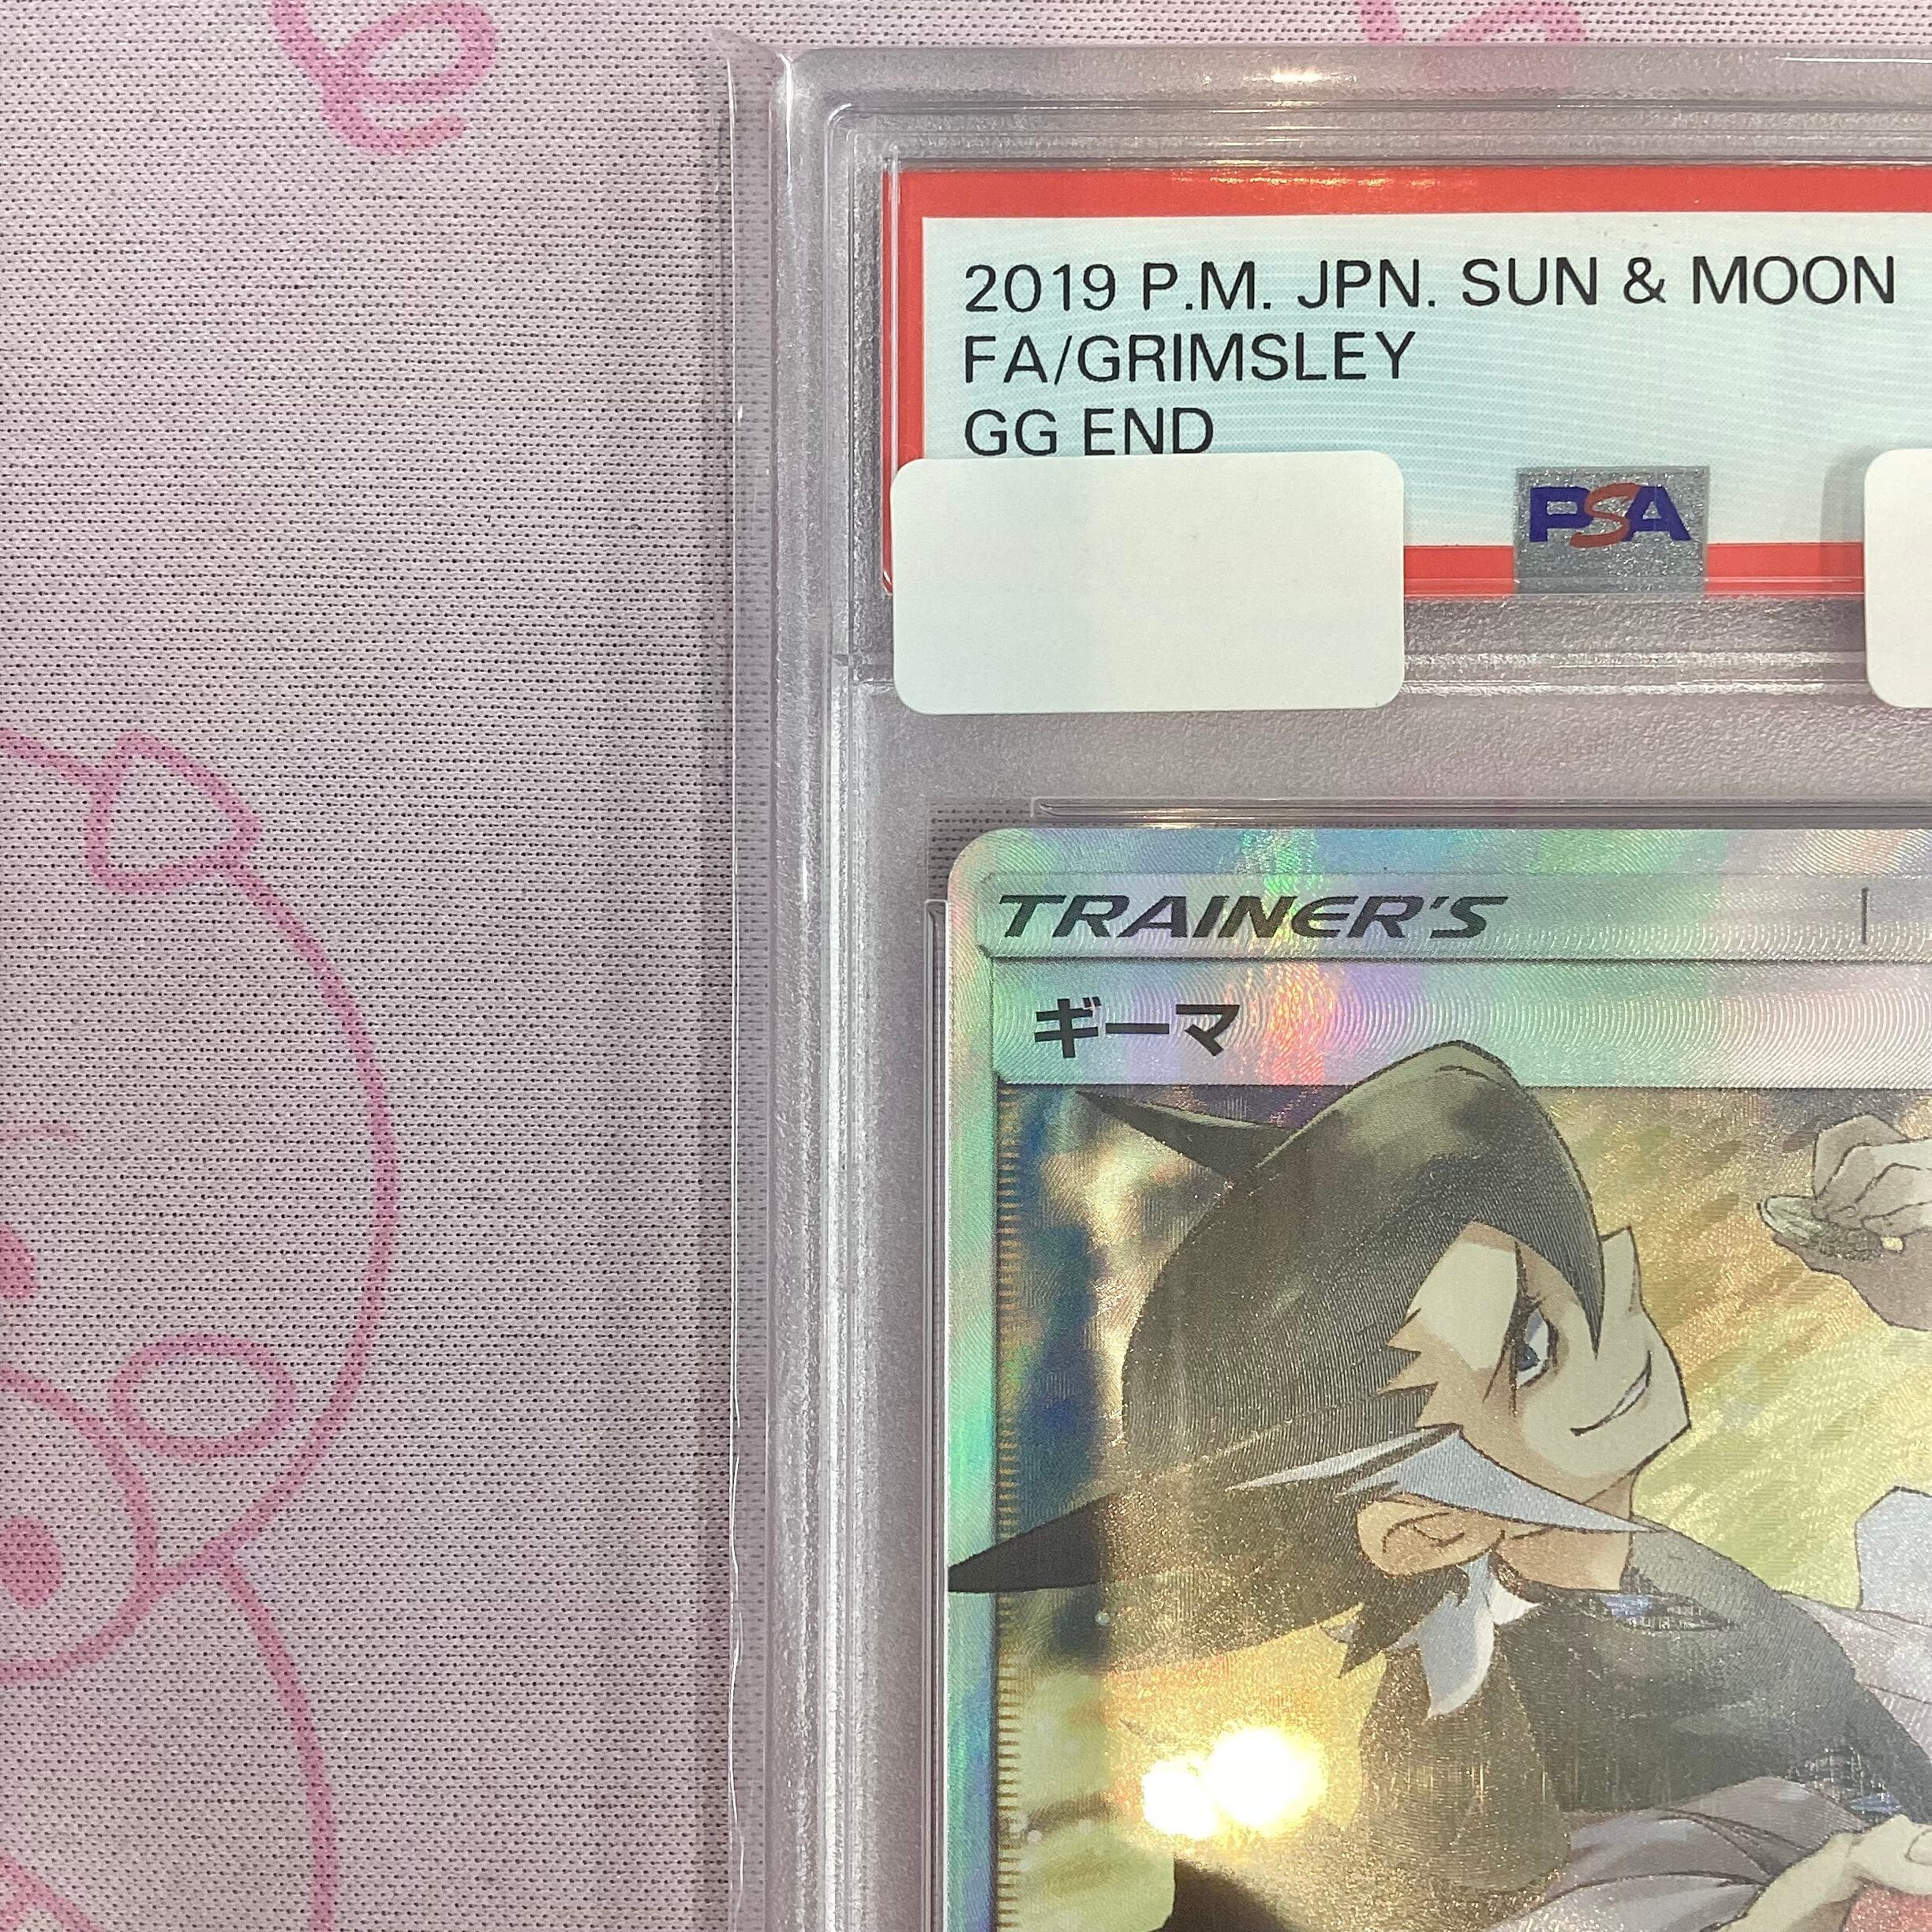 2019 P.M. JPN. SUN & MOON
FA/GRIMSLEY
GG END
PSA
TRAINER'S
ギーマ